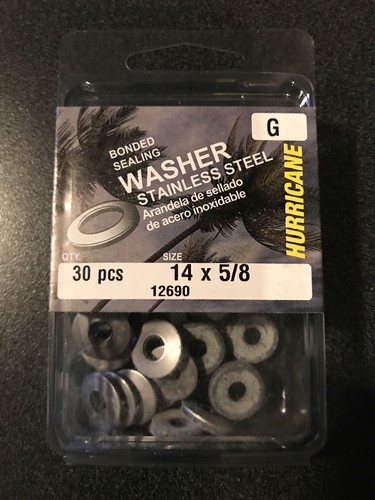 G
BONDED
SEALING
WASHER
STAINLESS STEEL
Arandela de sellado
de acero inoxidable
HURRICANE
QTY. SIZE
30 pcs 14 x 5/8
12690